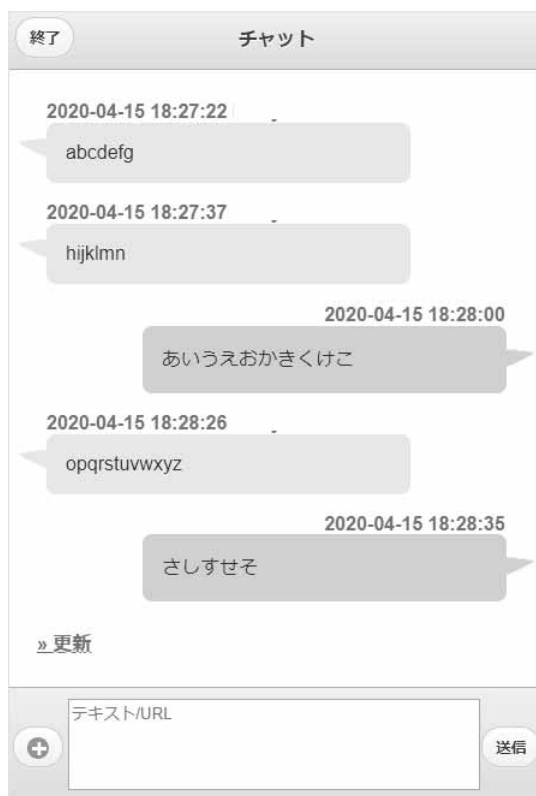 終了
チャット
2020-04-15 18:27:22
abcdefg
2020-04-15 18:27:37
hijklmn
2020-04-15 18:28:00
あいうえおかきくけこ
2020-04-15 18:28:26
opqrstuvwxyz
2020-04-15 18:28:35
さしすせそ
» 更新
テキスト/URL
送信